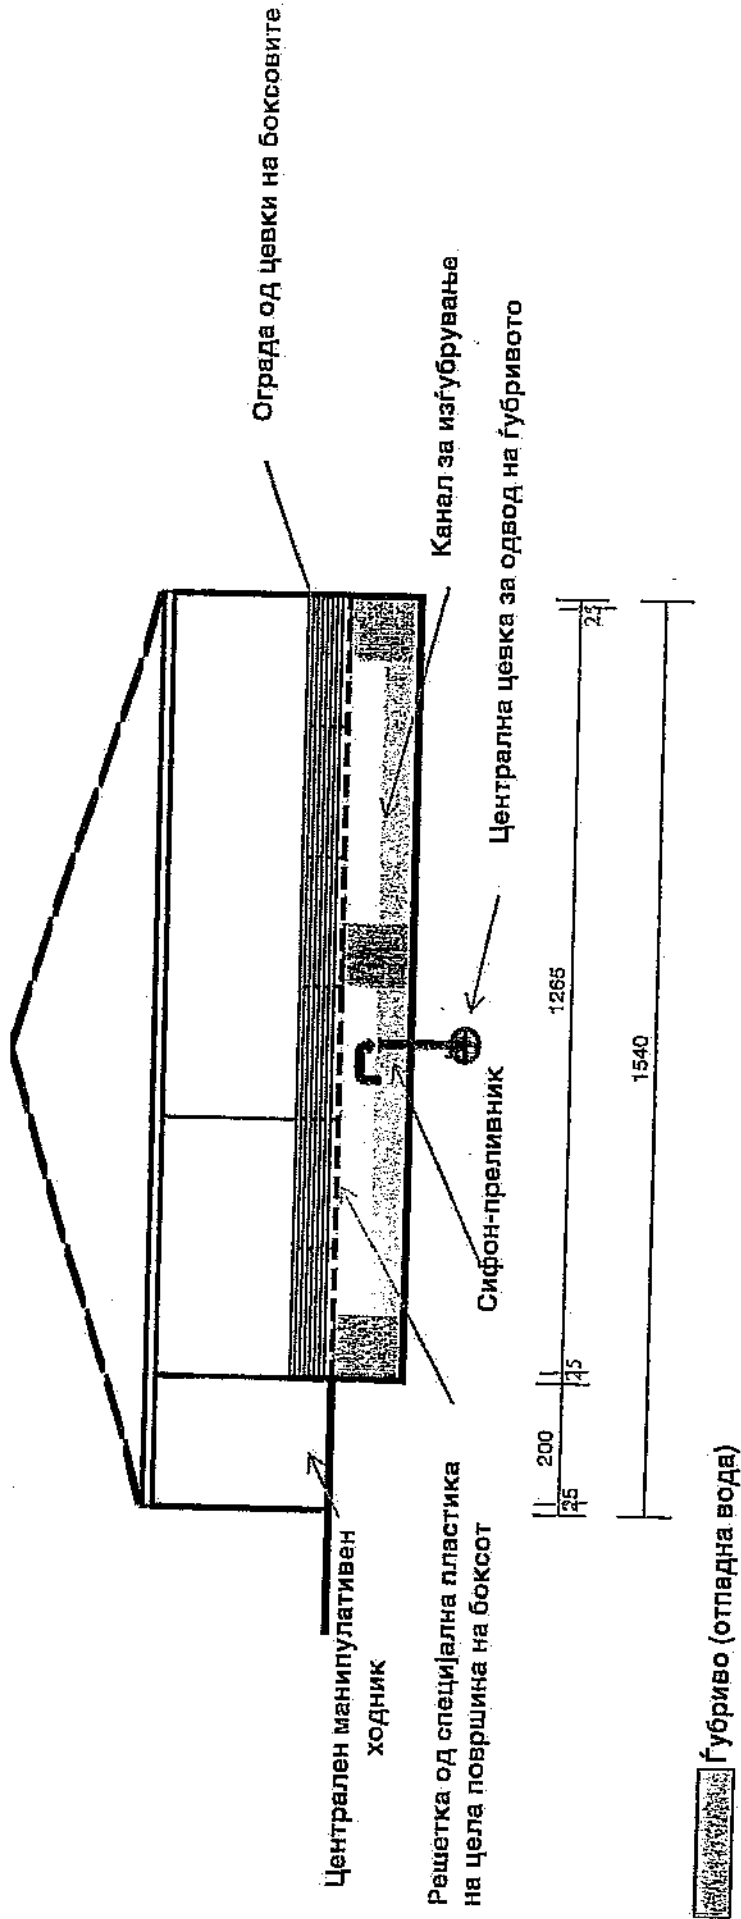 Ограда од цевки на боксовите
Канал за изѓубрување
Централна цевка за одвод на ѓубривото
Сифон-преливник
Централен манипулативен
ходник
Решетка од специјална пластика
на цела површина на боксот
25
200
25
1265
25
1540
Ѓубриво (отпадна вода)